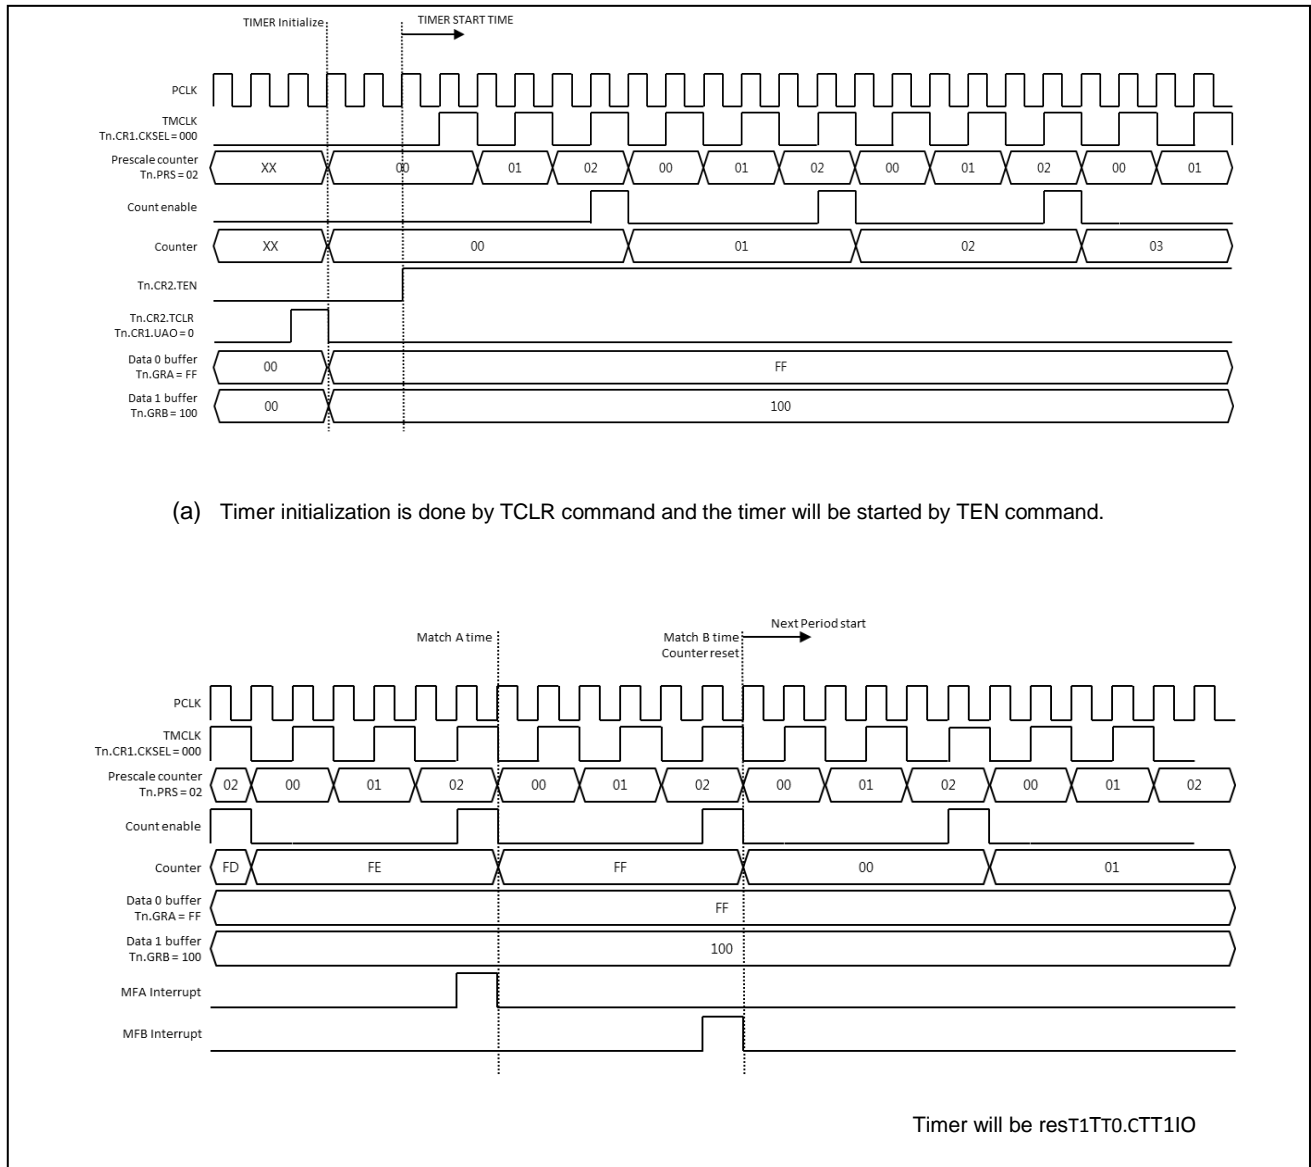 TIMER Initialize
TIMER START TIME
PCLK
TMCLK
Tn.CR1.CKSEL = 000
Prescale counter
Tn.PRS = 02
XX 00 01 02 00 01 02 00 01 02 00 01
Count enable
Counter
XX 00 01 02 03
Tn.CR2.TEN
Tn.CR2.TCLR
Tn.CR1.UAO = 0
Data 0 buffer
Tn.GRA = FF
00 FF
Data 1 buffer
Tn.GRB = 100
00 100
(a) Timer initialization is done by TCLR command and the timer will be started by TEN command.
Match A time
Match B time
Counter reset
Next Period start
PCLK
TMCLK
Tn.CR1.CKSEL = 000
Prescale counter
Tn.PRS = 02
02 00 01 02 00 01 02 00 01 02 00 01 02
Count enable
Counter
FD FE FF 00 01
Data 0 buffer
Tn.GRA = FF
FF
Data 1 buffer
Tn.GRB = 100
100
MFA Interrupt
MFB Interrupt
Timer will be resT1TT0.CTT1IO